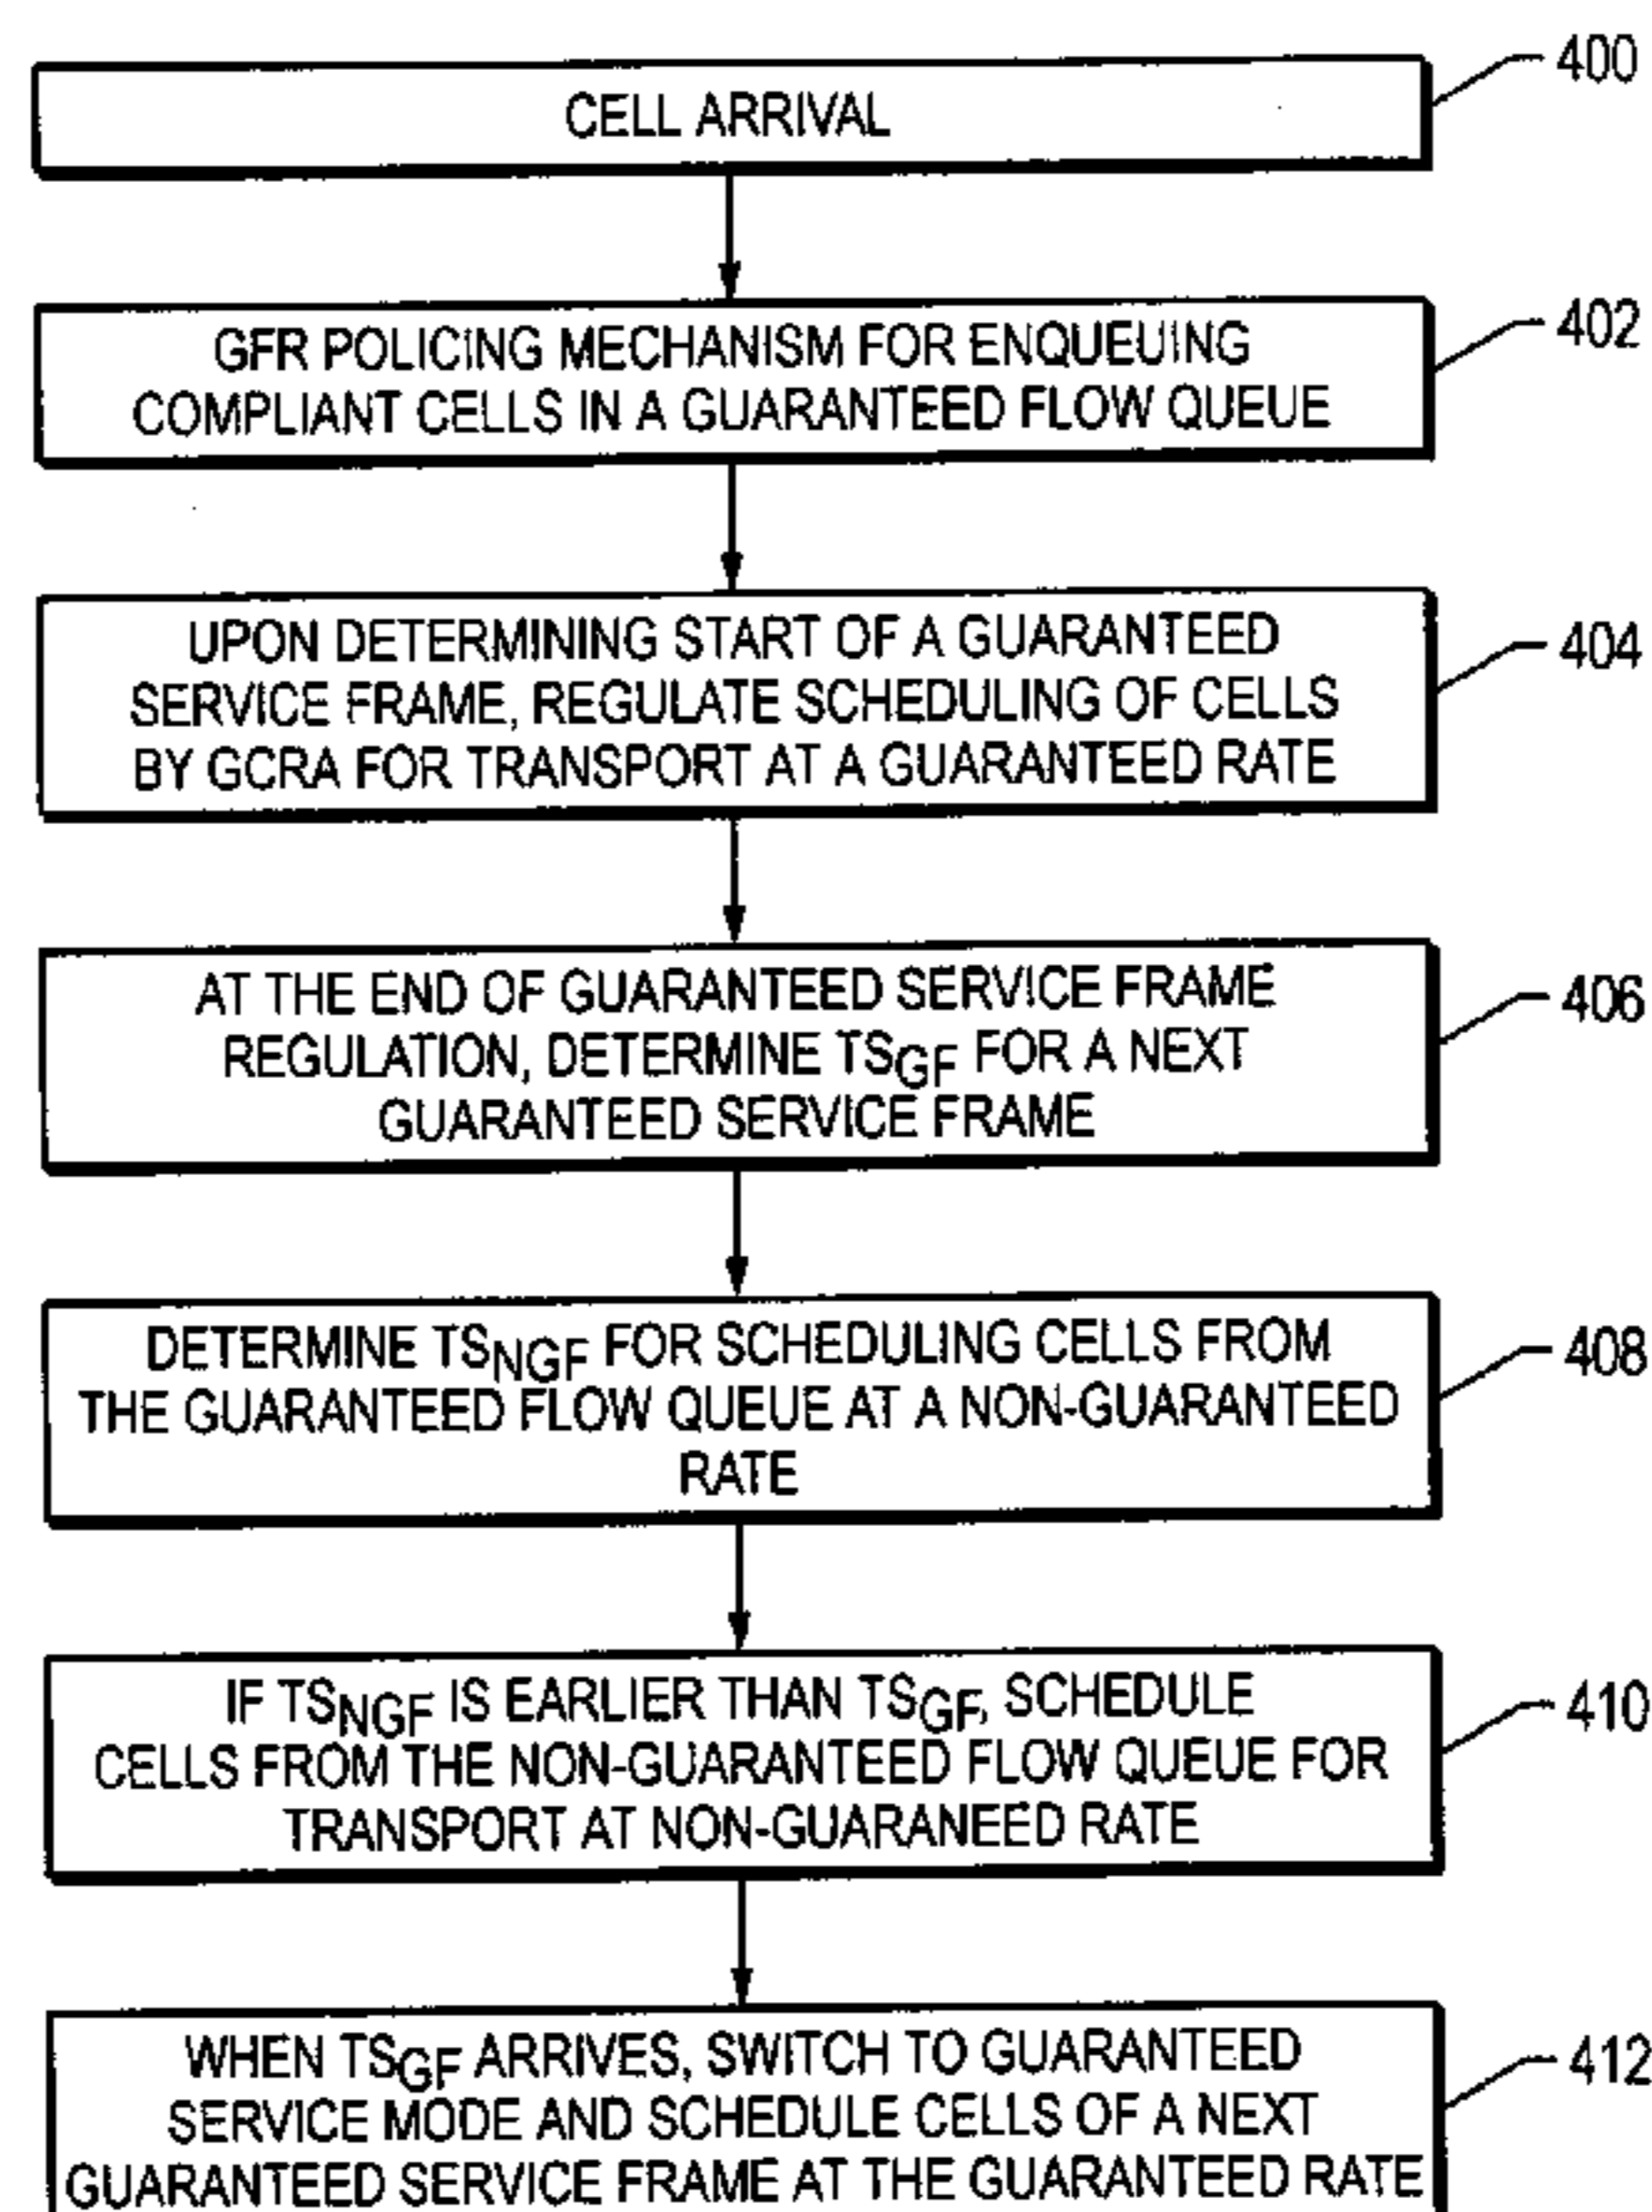 CELL ARRIVAL
400
GFR POLICING MECHANISM FOR ENQUEUING
COMPLIANT CELLS IN A GUARANTEED FLOW QUEUE
402
UPON DETERMINING START OF A GUARANTEED
SERVICE FRAME, REGULATE SCHEDULING OF CELLS
BY GCRA FOR TRANSPORT AT A GUARANTEED RATE
404
AT THE END OF GUARANTEED SERVICE FRAME
REGULATION, DETERMINE TSGF FOR A NEXT
GUARANTEED SERVICE FRAME
406
DETERMINE TSNGF FOR SCHEDULING CELLS FROM
THE GUARANTEED FLOW QUEUE AT A NON-GUARANTEED
RATE
408
IF TSNGF IS EARLIER THAN TSGF, SCHEDULE
CELLS FROM THE NON-GUARANTEED FLOW QUEUE FOR
TRANSPORT AT NON-GUARANEED RATE
410
WHEN TSGF ARRIVES, SWITCH TO GUARANTEED
SERVICE MODE AND SCHEDULE CELLS OF A NEXT
GUARANTEED SERVICE FRAME AT THE GUARANTEED RATE
412